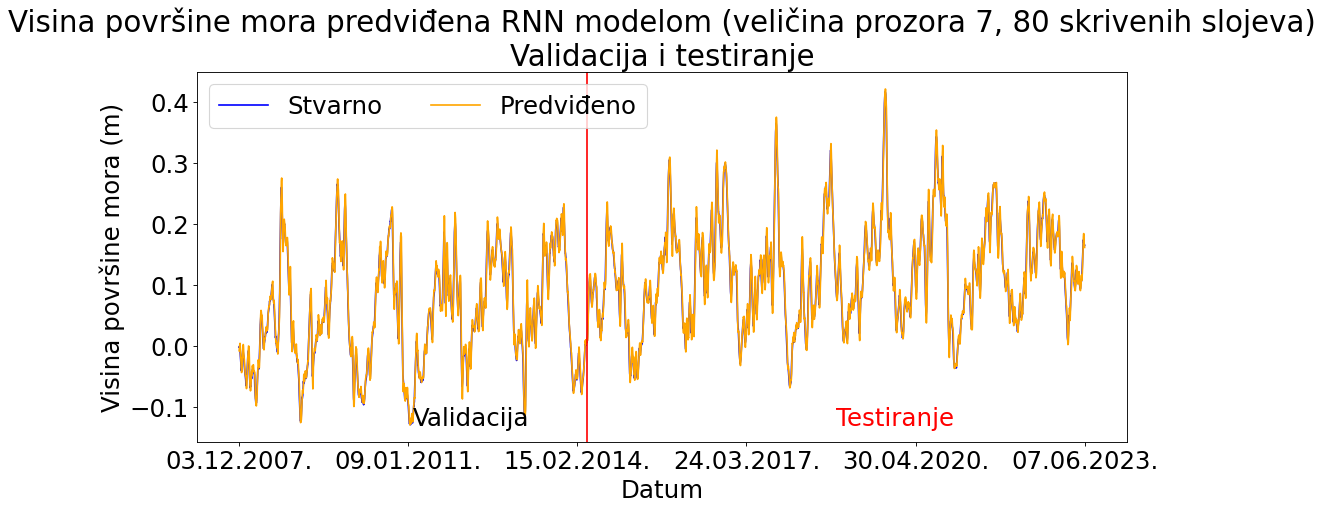 Visina površine mora predviđena RNN modelom (veličina prozora 7, 80 skrivenih slojeva)
Validacija i testiranje
Stvarno Predviđeno
Visina površine mora (m)
0.4
0.3
0.2
0.1
0.0
−0.1
Validacija Testiranje
03.12.2007. 09.01.2011. 15.02.2014. 24.03.2017. 30.04.2020. 07.06.2023.
Datum